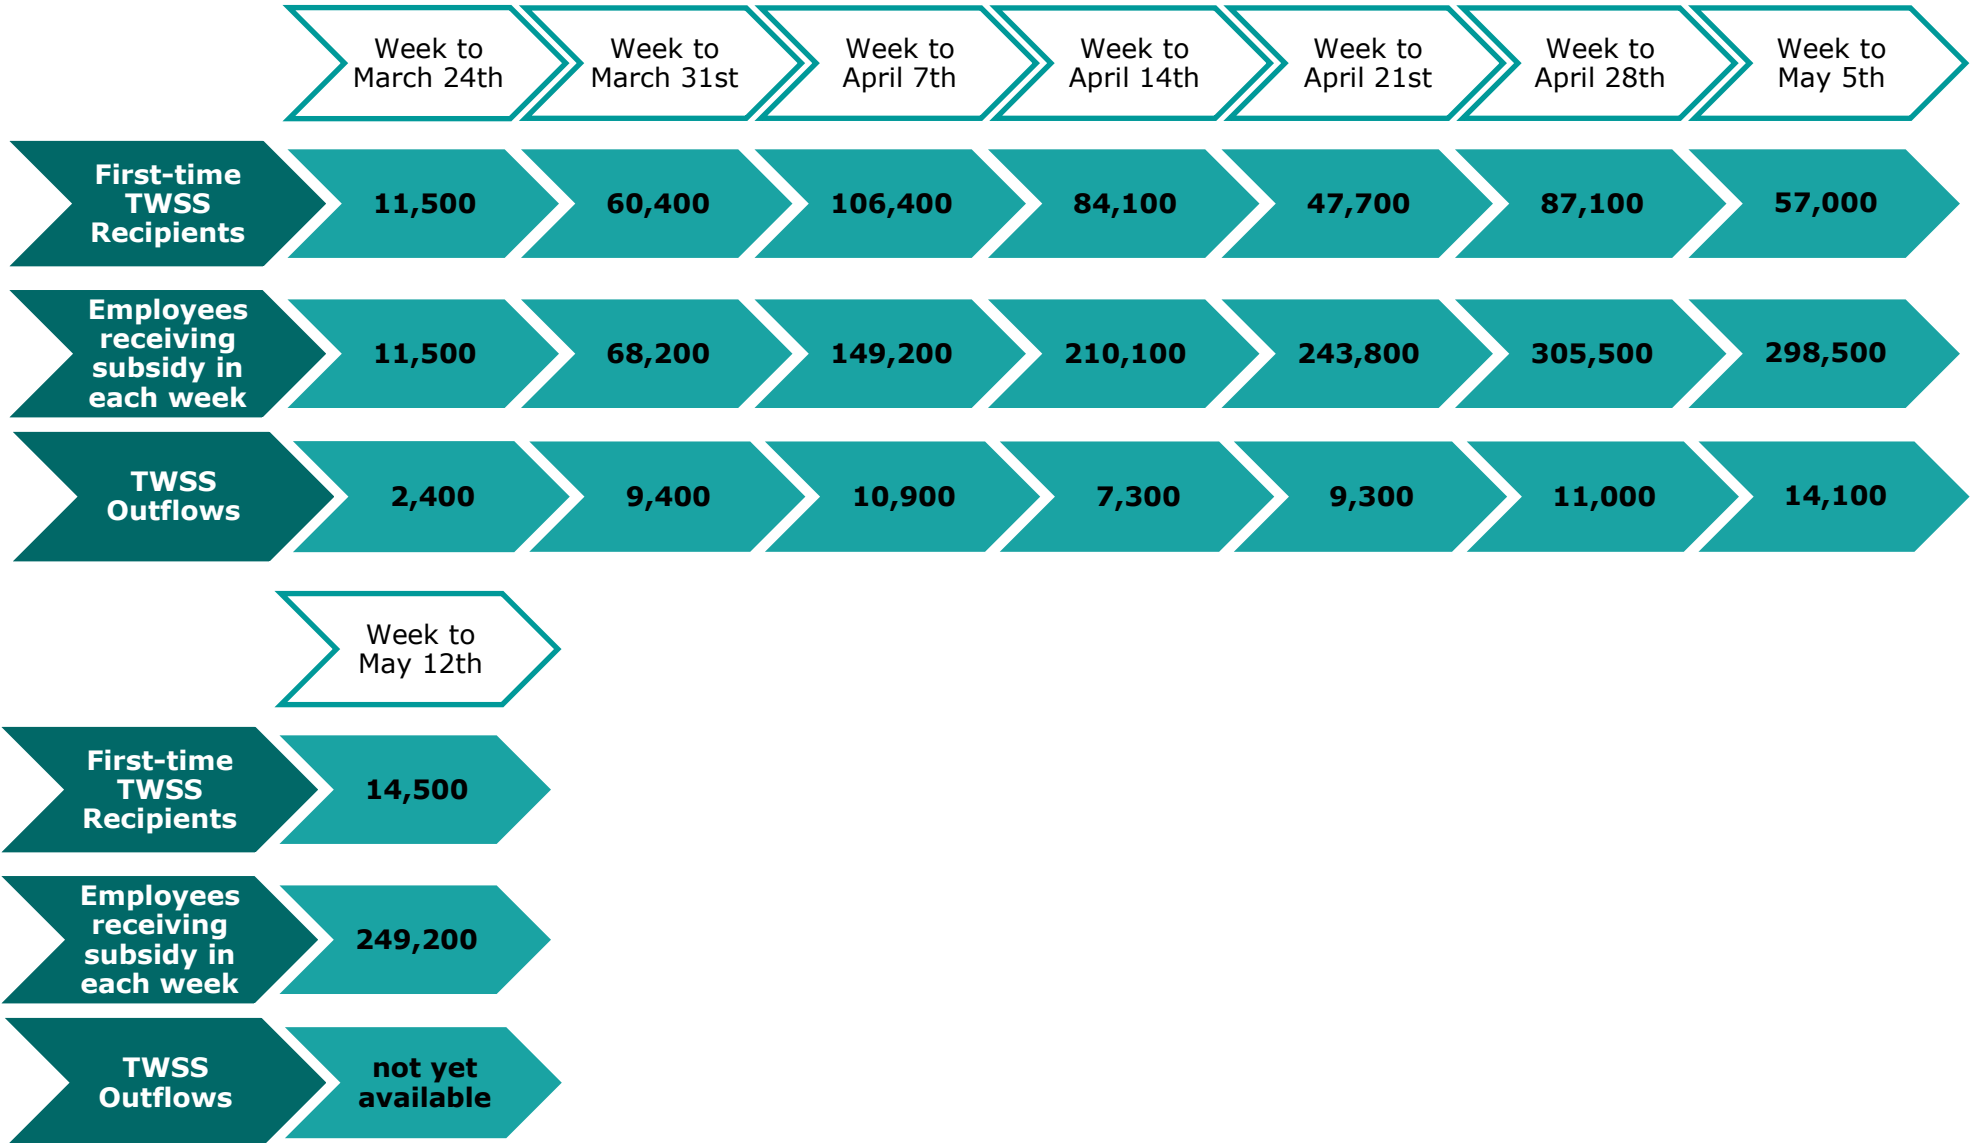 Week to
March 24th
Week to
March 31st
Week to
April 7th
Week to
April 14th
Week to
April 21st
Week to
April 28th
Week to
May 5th
First-time
TWSS
Recipients
11,500
60,400
106,400
84,100
47,700
87,100
57,000
Employees
receiving
subsidy in
each week
11,500
68,200
149,200
210,100
243,800
305,500
298,500
TWSS
Outflows
2,400
9,400
10,900
7,300
9,300
11,000
14,100
Week to
May 12th
First-time
TWSS
Recipients
14,500
Employees
receiving
subsidy in
each week
249,200
TWSS
Outflows
not yet
available